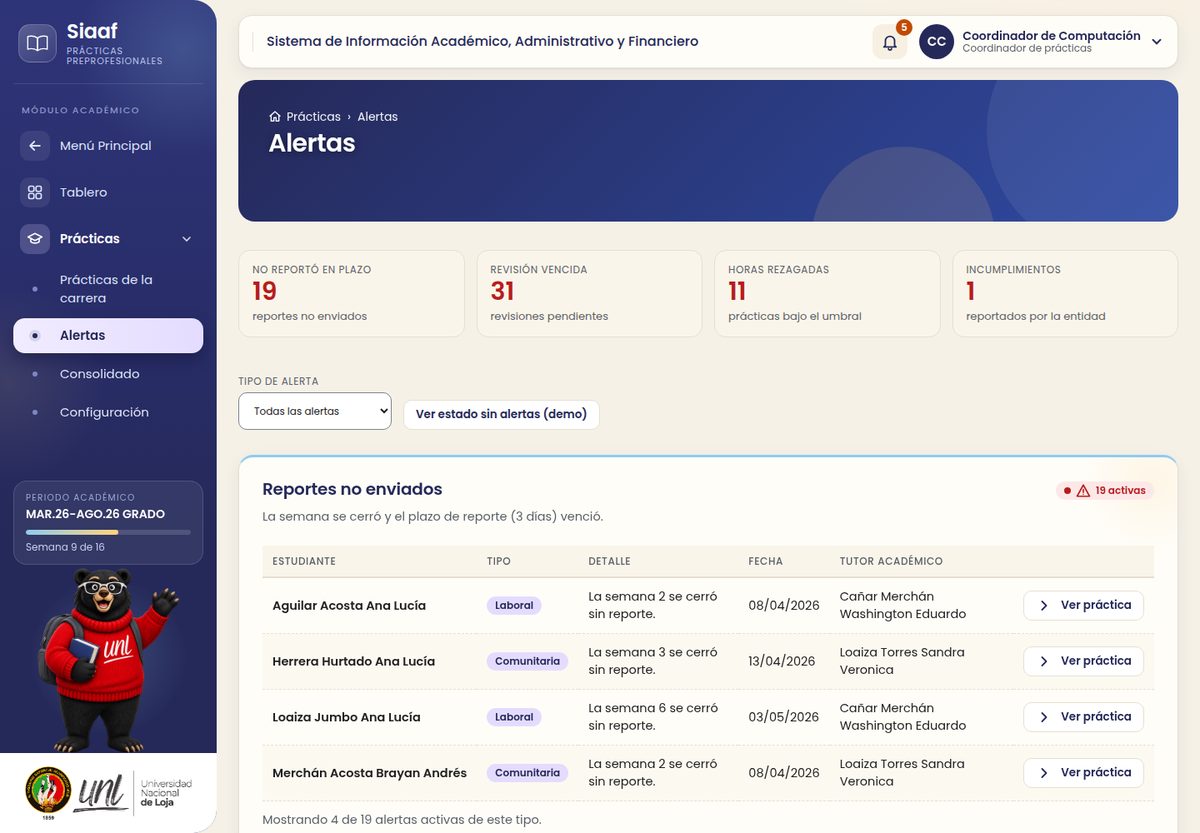 Siaaf
PRÁCTICAS
PREPROFESIONALES
MÓDULO ACADÉMICO
Menú Principal
Tablero
Prácticas
Prácticas de la
carrera
Alertas
Consolidado
Configuración
PERIODO ACADÉMICO
MAR.26-AGO.26 GRADO
Semana 9 de 16
unl
1859
unl
Universidad
Nacional
de Loja
Sistema de Información Académico, Administrativo y Financiero
5
CC
Coordinador de Computación
Coordinador de prácticas
Prácticas › Alertas
Alertas
NO REPORTÓ EN PLAZO
19
reportes no enviados
REVISIÓN VENCIDA
31
revisiones pendientes
HORAS REZAGADAS
11
prácticas bajo el umbral
INCUMPLIMIENTOS
1
reportados por la entidad
TIPO DE ALERTA
Todas las alertas
Ver estado sin alertas (demo)
Reportes no enviados
19 activas
La semana se cerró y el plazo de reporte (3 días) venció.
ESTUDIANTE TIPO DETALLE FECHA TUTOR ACADÉMICO
Aguilar Acosta Ana Lucía Laboral La semana 2 se cerró sin reporte. 08/04/2026 Cañar Merchán Washington Eduardo Ver práctica
Herrera Hurtado Ana Lucía Comunitaria La semana 3 se cerró sin reporte. 13/04/2026 Loaiza Torres Sandra Veronica Ver práctica
Loaiza Jumbo Ana Lucía Laboral La semana 6 se cerró sin reporte. 03/05/2026 Cañar Merchán Washington Eduardo Ver práctica
Merchán Acosta Brayan Andrés Comunitaria La semana 2 se cerró sin reporte. 08/04/2026 Loaiza Torres Sandra Veronica Ver práctica
Mostrando 4 de 19 alertas activas de este tipo.